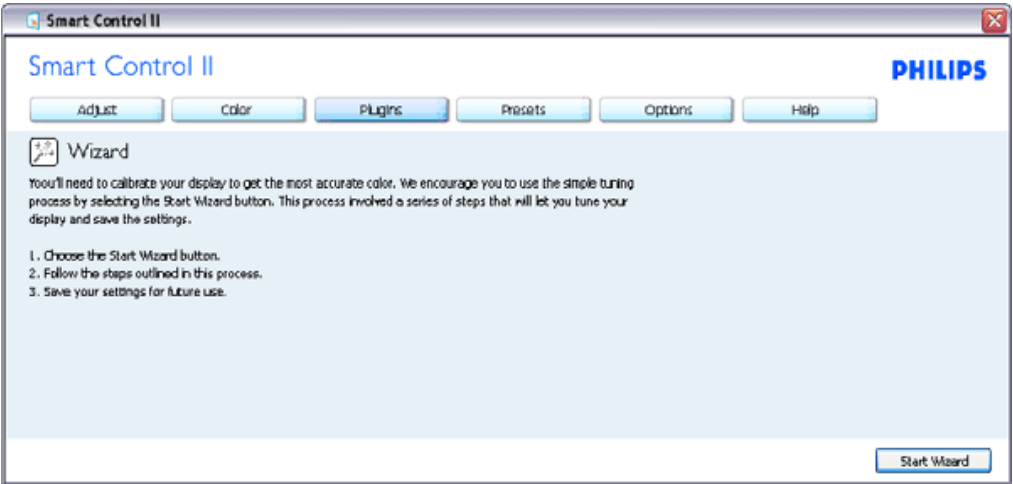 Smart Control II
Smart Control II
PHILIPS
Adjust Color Plugins Presets Options Help
Wizard
Yoou'll need to calibrate your display to get the most accurate color. We encourage you to use the simple tuning
process by selecting the Start Wizard button. This process involved a series of steps that will let you tune your
display and save the settings.
1. Choose the Start Wizard button.
2. Follow the steps outlined in this process.
3. Save your settings for future use.
Start Wizard